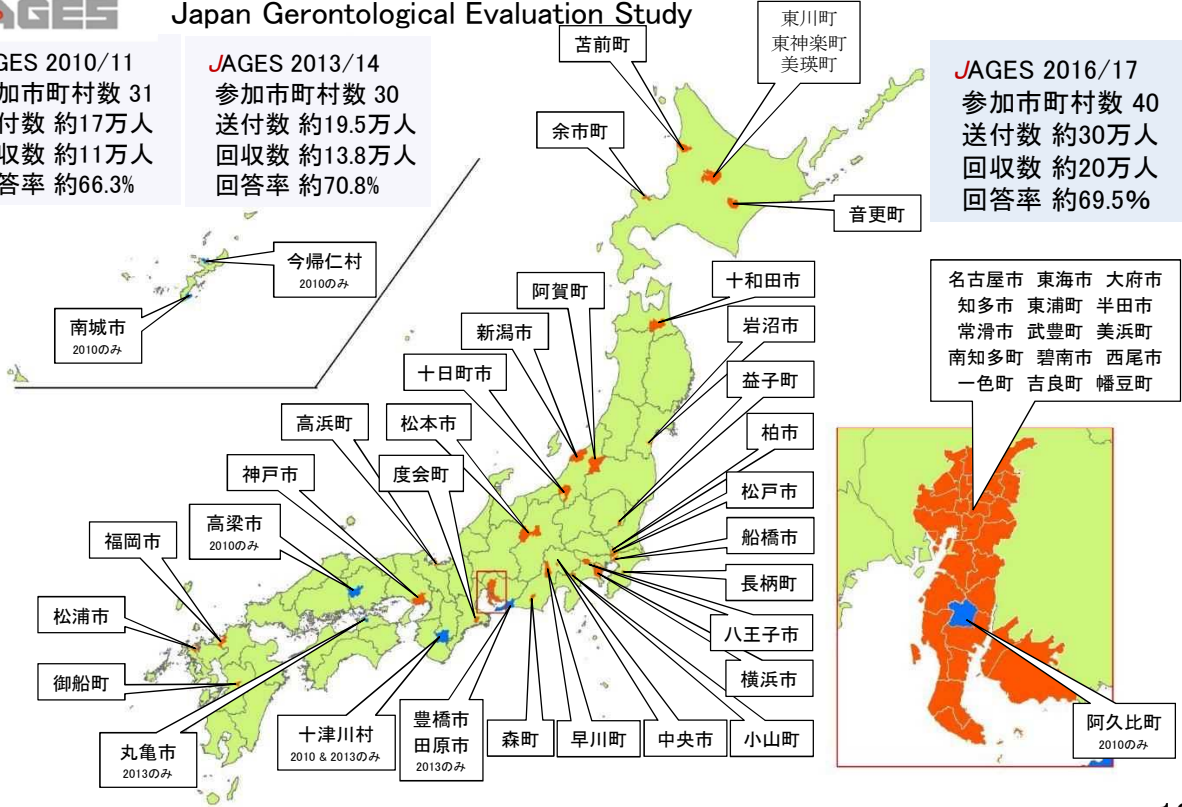 AGES
Japan Gerontological Evaluation Study
GES 2010/11
加市町村数 31
付数 約17万人
収数 約11万人
答率 約66.3%
JAGES 2013/14
参加市町村数 30
送付数 約19.5万人
回収数 約13.8万人
回答率 約70.8%
JAGES 2016/17
参加市町村数 40
送付数 約30万人
回収数 約20万人
回答率 約69.5%
苫前町
東川町
東神楽町
美瑛町
余市町
音更町
今帰仁村
2010のみ
南城市
2010のみ
阿賀町
新潟市
十日町市
十和田市
岩沼市
益子町
高浜町
松本市
柏市
神戸市
度会町
松戸市
高梁市
2010のみ
船橋市
福岡市
長柄町
松浦市
八王子市
御船町
横浜市
丸亀市
2013のみ
十津川村
2010 & 2013のみ
豊橋市
田原市
2013のみ
森町
早川町
中央市
小山町
名古屋市 東海市 大府市
知多市 東浦町 半田市
常滑市 武豊町 美浜町
南知多町 碧南市 西尾市
一色町 吉良町 幡豆町
阿久比町
2010のみ